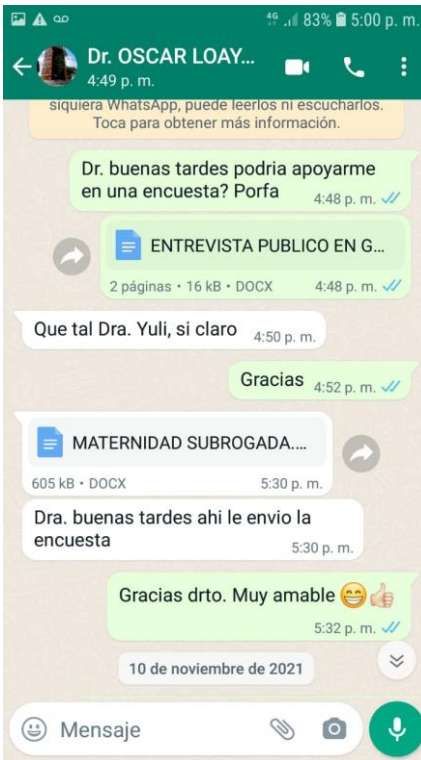 4G 83% 5:00 p. m.
Dr. OSCAR LOAY...
4:49 p. m.
siquiera WhatsApp, puede leerlos ni escucharlos.
Toca para obtener más información.
Dr. buenas tardes podria apoyarme
en una encuesta? Porfa 4:48 p. m.
ENTREVISTA PUBLICO EN G...
2 páginas • 16 kB • DOCX 4:48 p. m.
Que tal Dra. Yuli, si claro 4:50 p. m.
Gracias 4:52 p. m.
MATERNIDAD SUBROGADA....
605 kB • DOCX 5:30 p. m.
Dra. buenas tardes ahi le envio la
encuesta
5:30 p. m.
Gracias drto. Muy amable 😁👍
5:32 p. m.
10 de noviembre de 2021
Mensaje